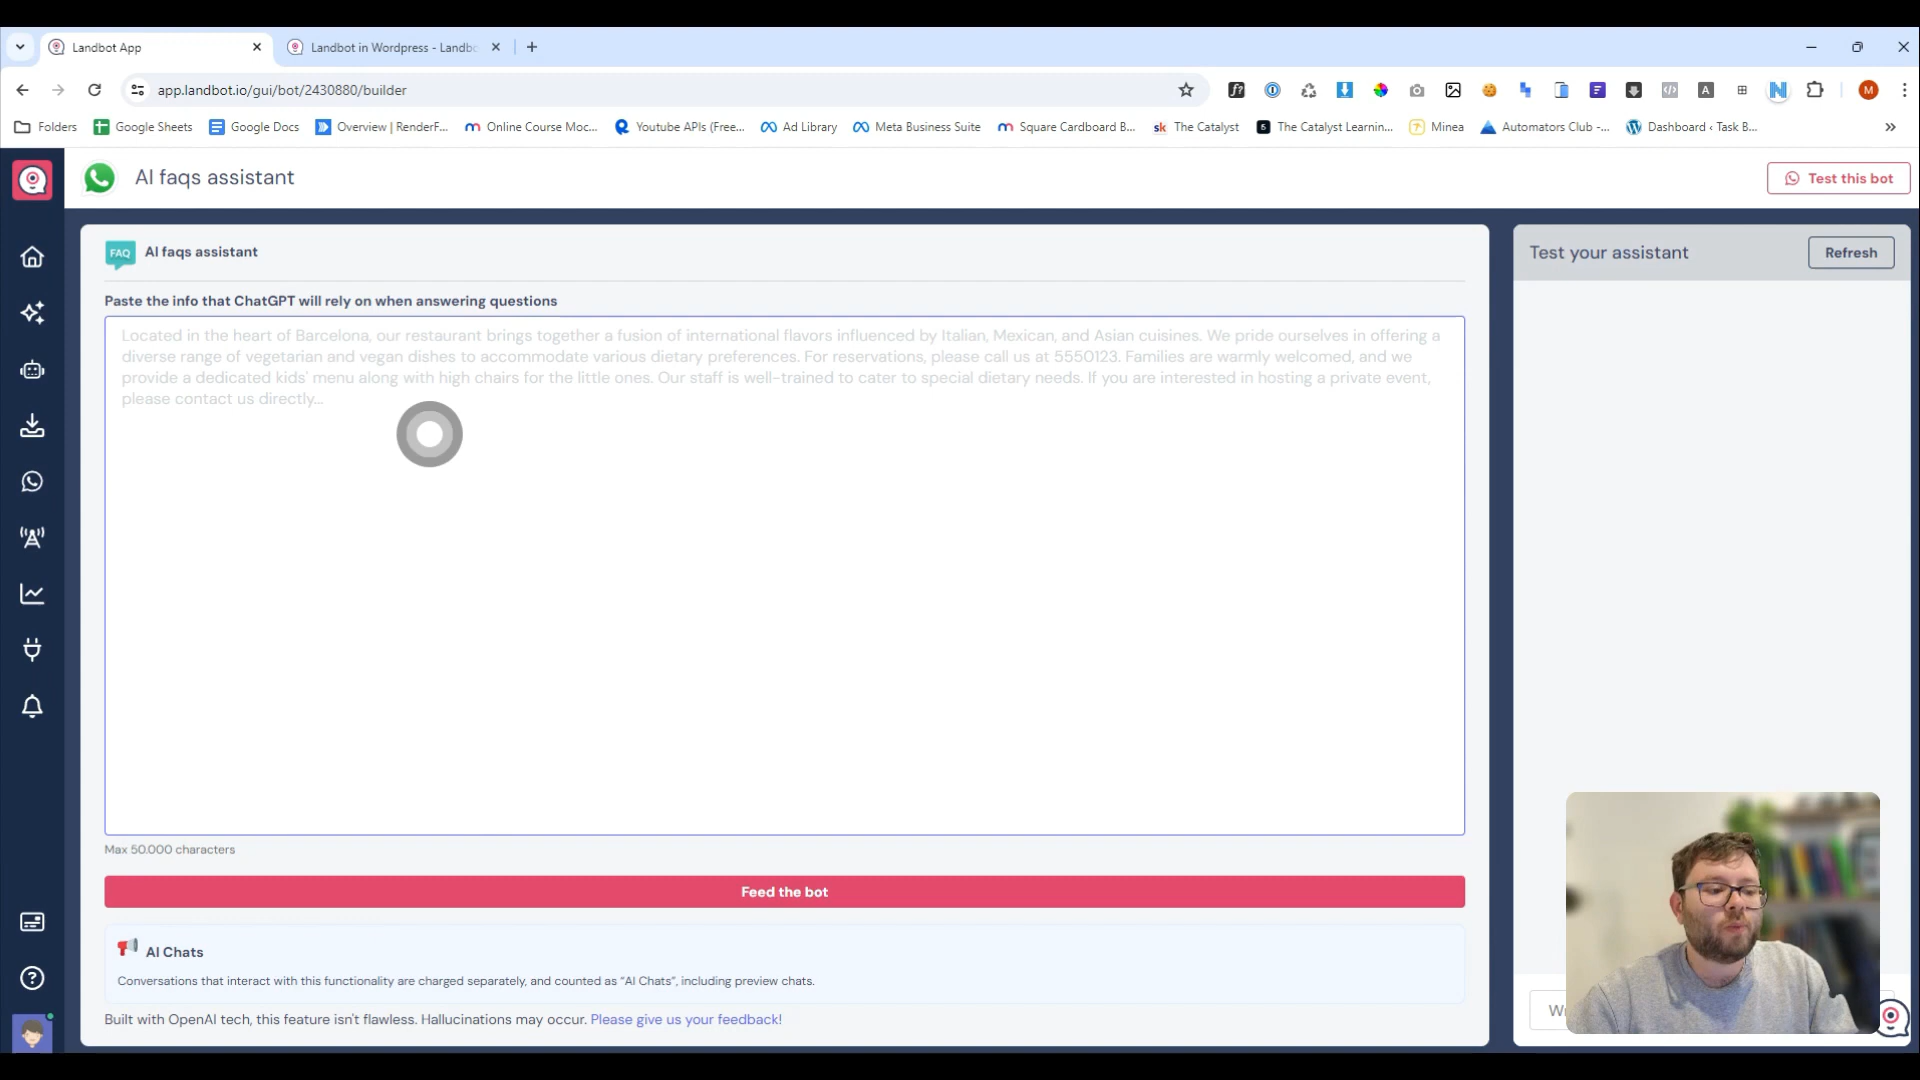 Landbot App
Landbot in Wordpress - Landbo
app.landbot.io/gui/bot/2430880/builder
Folders
Google Sheets
Google Docs
Overview | RenderF...
Online Course Moc...
Youtube APIs (Free...
Ad Library
Meta Business Suite
Square Cardboard B...
sk
The Catalyst
The Catalyst Learnin...
Minea
Automators Club -...
Dashboard ‹ Task B...
»
M
AI faqs assistant
Test this bot
FAQ
AI faqs assistant
Test your assistant
Refresh
Paste the info that ChatGPT will rely on when answering questions
Located in the heart of Barcelona, our restaurant brings together a fusion of international flavors influenced by Italian, Mexican, and Asian cuisines. We pride ourselves in offering a
diverse range of vegetarian and vegan dishes to accommodate various dietary preferences. For reservations, please call us at 5550123. Families are warmly welcomed, and we
provide a dedicated kids' menu along with high chairs for the little ones. Our staff is well-trained to cater to special dietary needs. If you are interested in hosting a private event,
please contact us directly...
Max 50.000 characters
Feed the bot
AI Chats
Conversations that interact with this functionality are charged separately, and counted as “AI Chats”, including preview chats.
Built with OpenAI tech, this feature isn't flawless. Hallucinations may occur. Please give us your feedback!